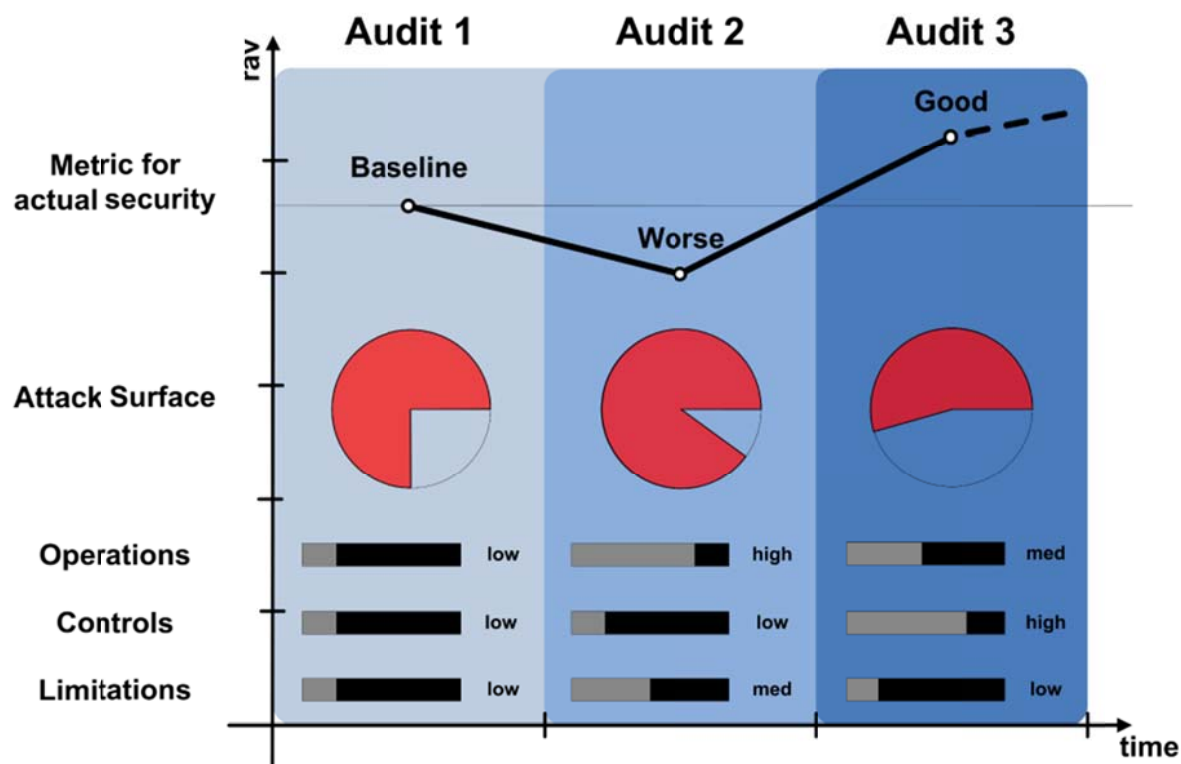 Audit 1
Audit 2
Audit 3
rav
Good
Metric for
actual security
Baseline
Worse
Attack Surface
Operations
low
high
med
Controls
low
low
high
Limitations
low
med
low
time